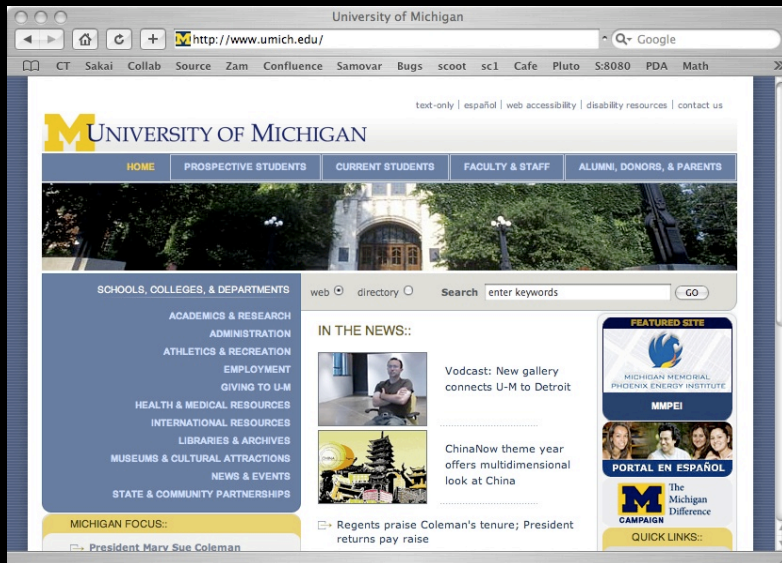 University of Michigan
http://www.umich.edu/
Google
CT Sakai Collab Source Zam Confluence Samovar Bugs scoot sc1 Cafe Pluto S:8080 PDA Math
text-only | español | web accessibility | disability resources | contact us
M UNIVERSITY OF MICHIGAN
HOME PROSPECTIVE STUDENTS CURRENT STUDENTS FACULTY & STAFF ALUMNI, DONORS, & PARENTS
SCHOOLS, COLLEGES, & DEPARTMENTS
ACADEMICS & RESEARCH
ADMINISTRATION
ATHLETICS & RECREATION
EMPLOYMENT
GIVING TO U-M
HEALTH & MEDICAL RESOURCES
INTERNATIONAL RESOURCES
LIBRARIES & ARCHIVES
MUSEUMS & CULTURAL ATTRACTIONS
NEWS & EVENTS
STATE & COMMUNITY PARTNERSHIPS
MICHIGAN FOCUS::
President Mary Sue Coleman
web directory Search enter keywords GO
IN THE NEWS::
Vodcast: New gallery
connects U-M to Detroit
ChinaNow theme year
offers multidimensional
look at China
Regents praise Coleman's tenure; President
returns pay raise
FEATURED SITE
MICHIGAN MEMORIAL
PHOENIX ENERGY INSTITUTE
MMPEI
PORTAL EN ESPAÑOL
M
CAMPAIGN
The
Michigan
Difference
QUICK LINKS::